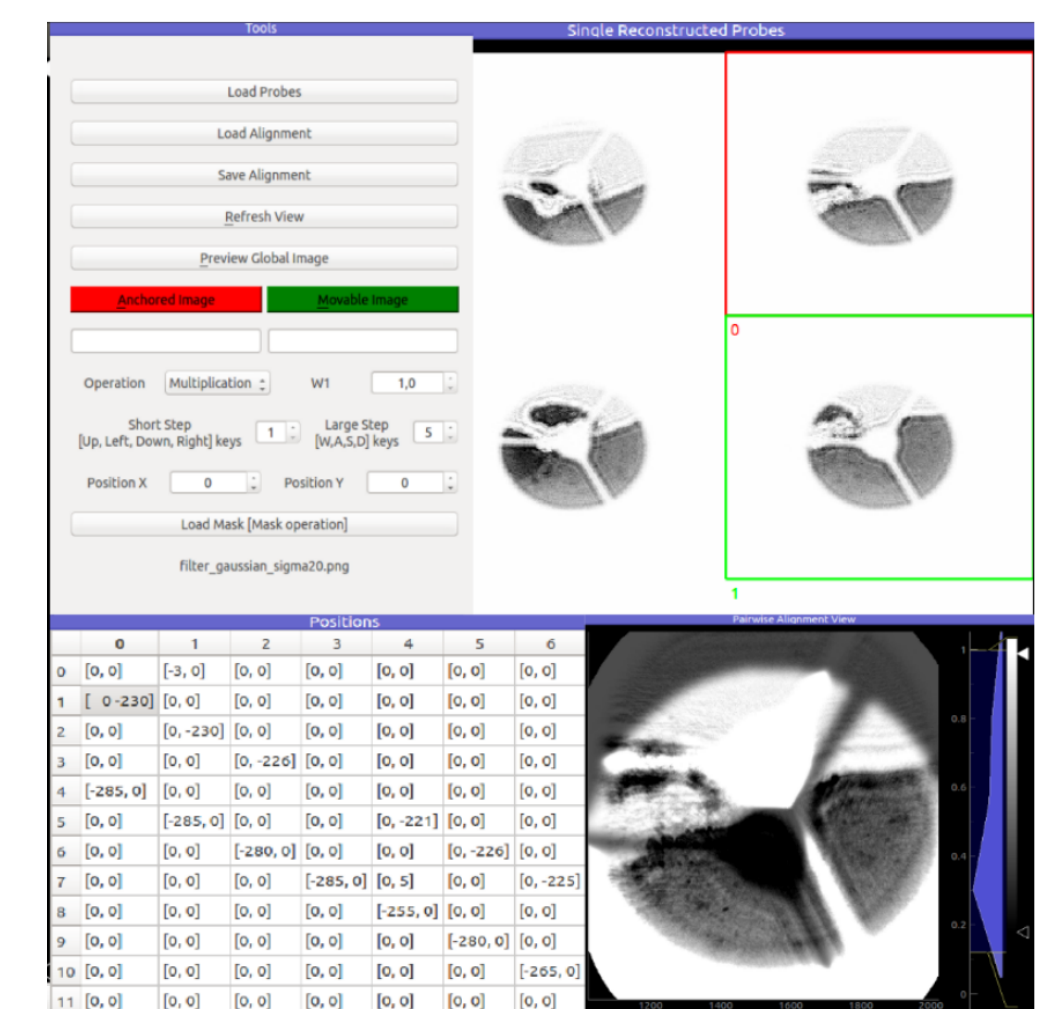 Tools
Load Probes
Load Alignment
Save Alignment
Refresh View
Preview Global Image
Anchored Image Movable Image
Operation Multiplication W1 1,0
Short Step
[Up, Left, Down, Right] keys 1 Large Step
[W,A,S,D] keys 5
Position X 0 Position Y 0
Load Mask [Mask operation]
filter_gaussian_sigma20.png
Single Reconstructed Probes
0
1
Positions
0 1 2 3 4 5 6
0 [0, 0] [-3, 0] [0, 0] [0, 0] [0, 0] [0, 0] [0, 0]
1 [ 0 -230] [0, 0] [0, 0] [0, 0] [0, 0] [0, 0] [0, 0]
2 [0, 0] [0, -230] [0, 0] [0, 0] [0, 0] [0, 0] [0, 0]
3 [0, 0] [0, 0] [0, -226] [0, 0] [0, 0] [0, 0] [0, 0]
4 [-285, 0] [0, 0] [0, 0] [0, 0] [0, 0] [0, 0] [0, 0]
5 [0, 0] [-285, 0] [0, 0] [0, 0] [0, -221] [0, 0] [0, 0]
6 [0, 0] [0, 0] [-280, 0] [0, 0] [0, 0] [0, -226] [0, 0]
7 [0, 0] [0, 0] [0, 0] [-285, 0] [0, 5] [0, 0] [0, -225]
8 [0, 0] [0, 0] [0, 0] [0, 0] [-255, 0] [0, 0] [0, 0]
9 [0, 0] [0, 0] [0, 0] [0, 0] [0, 0] [-280, 0] [0, 0]
10 [0, 0] [0, 0] [0, 0] [0, 0] [0, 0] [0, 0] [-265, 0]
11 [0, 0] [0, 0] [0, 0] [0, 0] [0, 0] [0, 0] [0, 0]
Pairwise Alignment View
1
0.8
0.6
0.4
0.2
0
1200 1400 1600 1800 2000